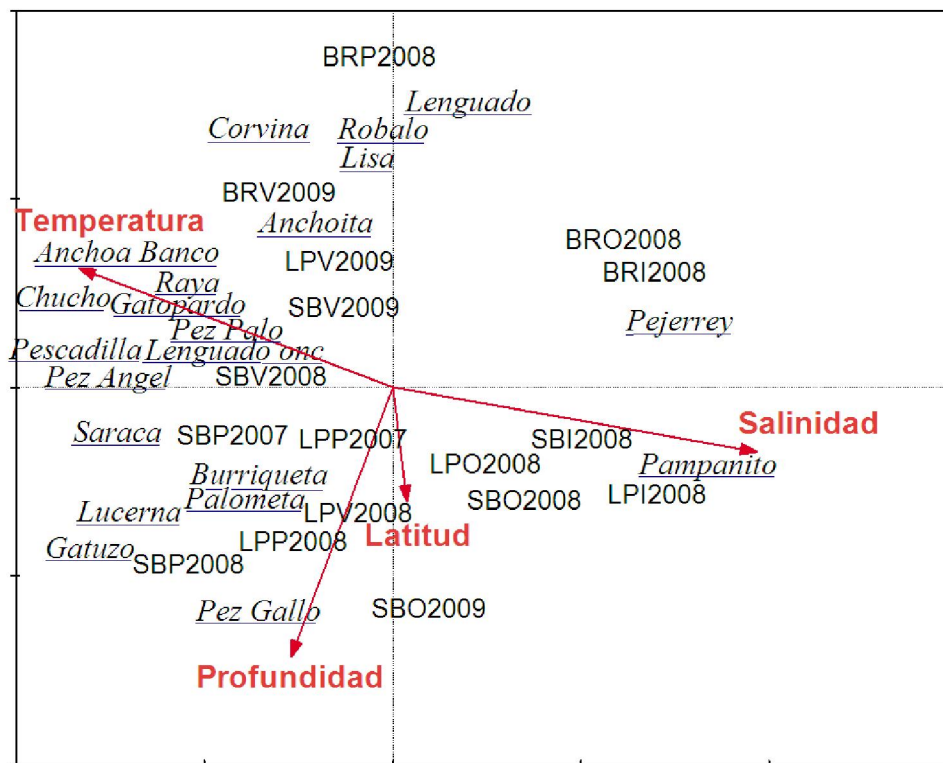 BRP2008
Lenguado
Corvina
Robalo
Lisa
BRV2009
Temperatura
Anchoita
BRO2008
Anchoa Banco
LPV2009
BRI2008
Raya
Chucho
Gatopardo
SBV2009
Pejerrey
Pez Palo
Pescadilla
Lenguado onc
Pez Angel
SBV2008
Saraca
SBP2007
LPP2007
SBI2008
Salinidad
LPO2008
Pampanito
Burriqueta
Palometa
SBO2008
LPI2008
Lucerna
LPV2008
Latitud
Gatuzo
LPP2008
SBP2008
Pez Gallo
SBO2009
Profundidad